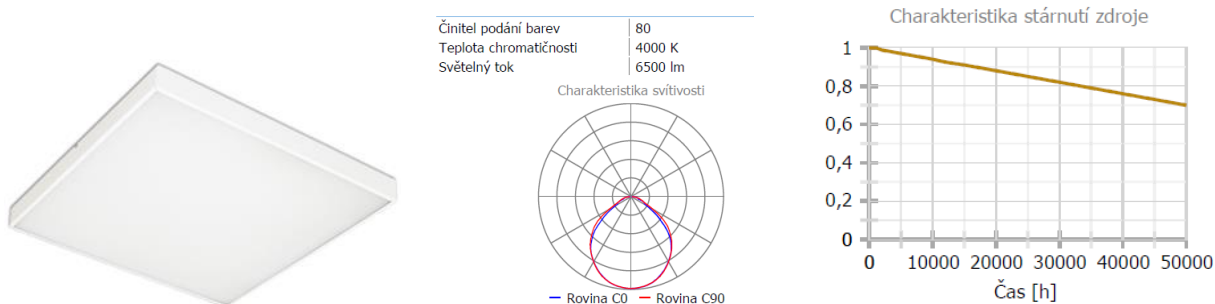 Činitel podání barev 80
Teplota chromatičnosti 4000 K
Světelný tok 6500 lm
Charakteristika svítivosti
Rovina C0 Rovina C90
Charakteristika stárnutí zdroje
1
0,8
0,6
0,4
0,2
0
0 10000 20000 30000 40000 50000
Čas [h]